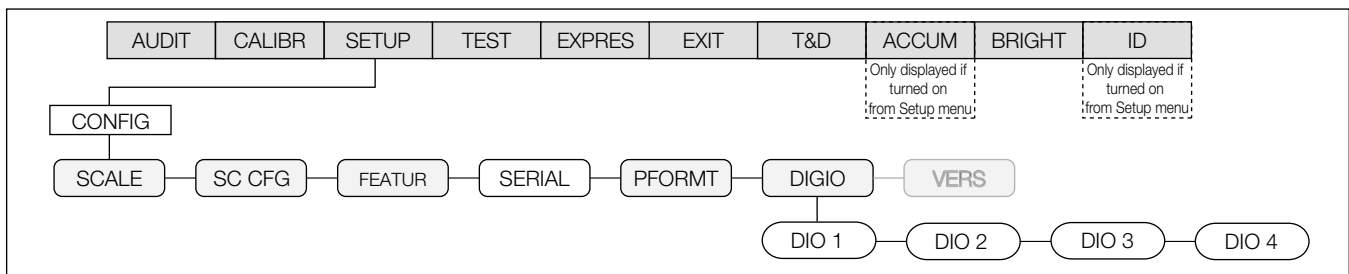 AUDIT CALIBR SETUP TEST EXPRES EXIT T&D ACCUM BRIGHT ID
Only displayed if
turned on
from Setup menu
Only displayed if
turned on
from Setup menu
CONFIG
SCALE SC CFG FEATUR SERIAL PFORMT DIGIO VERS
DIO 1 DIO 2 DIO 3 DIO 4